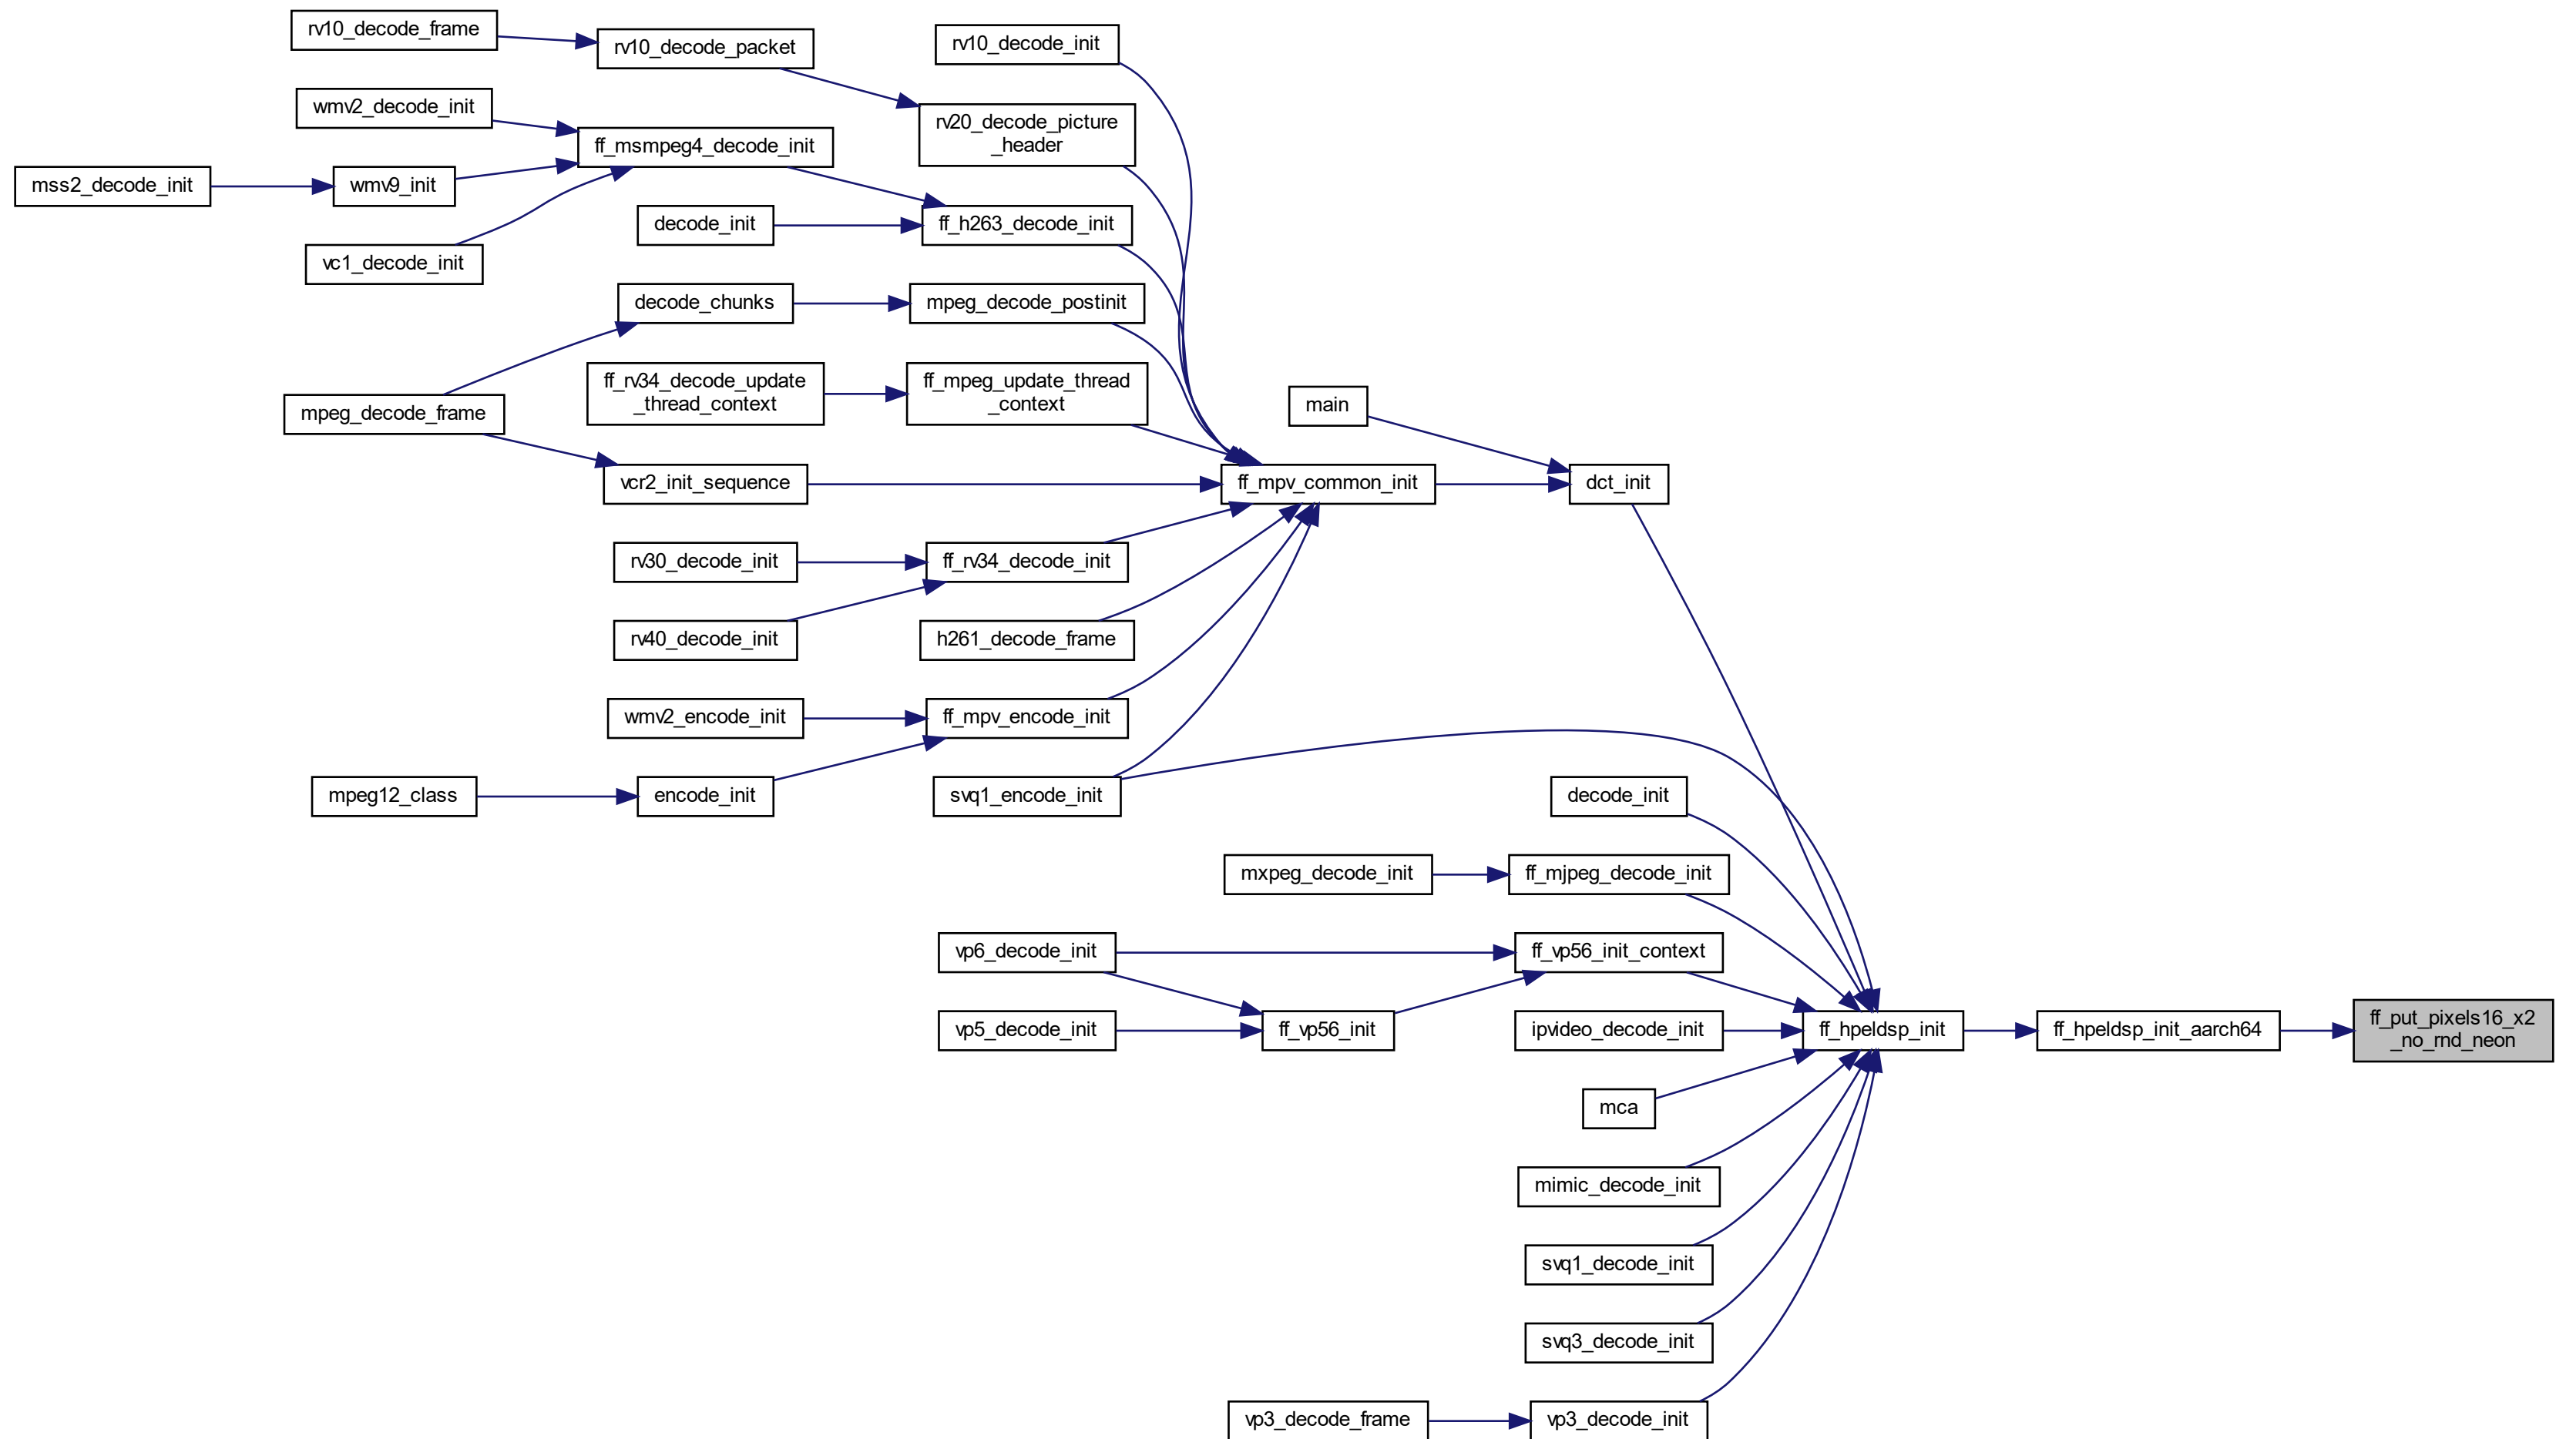 rv10_decode_frame
rv10_decode_packet
rv10_decode_init
wmv2_decode_init
rv20_decode_picture
_header
ff_msmpeg4_decode_init
mss2_decode_init
wmv9_init
decode_init
ff_h263_decode_init
vc1_decode_init
decode_chunks
mpeg_decode_postinit
ff_rv34_decode_update
_thread_context
ff_mpeg_update_thread
_context
mpeg_decode_frame
main
vcr2_init_sequence
ff_mpv_common_init
dct_init
rv30_decode_init
ff_rv34_decode_init
rv40_decode_init
h261_decode_frame
wmv2_encode_init
ff_mpv_encode_init
mpeg12_class
encode_init
svq1_encode_init
decode_init
mxpeg_decode_init
ff_mjpeg_decode_init
vp6_decode_init
ff_vp56_init_context
vp5_decode_init
ff_vp56_init
ipvideo_decode_init
ff_hpeldsp_init
ff_hpeldsp_init_aarch64
ff_put_pixels16_x2
_no_rnd_neon
mca
mimic_decode_init
svq1_decode_init
svq3_decode_init
vp3_decode_frame
vp3_decode_init